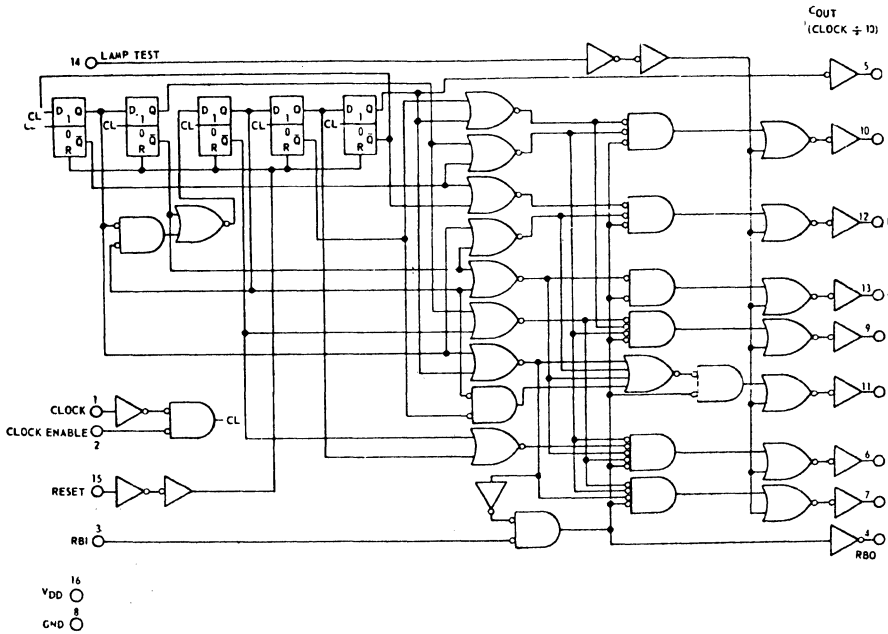 COUT
(CLOCK ÷ 10)
14 LAMP TEST
5
CL D 1 Q 0 Q̅ R
CL D 1 Q 0 Q̅ R
CL D 1 Q 0 Q̅ R
CL D 1 Q 0 Q̅ R
CL D 1 Q 0 Q̅ R
10
12
13
9
11
CLOCK 1
CL
CLOCK ENABLE 2
6
RESET 15
7
RBI 3
4
RBO
VDD 16
GND 8